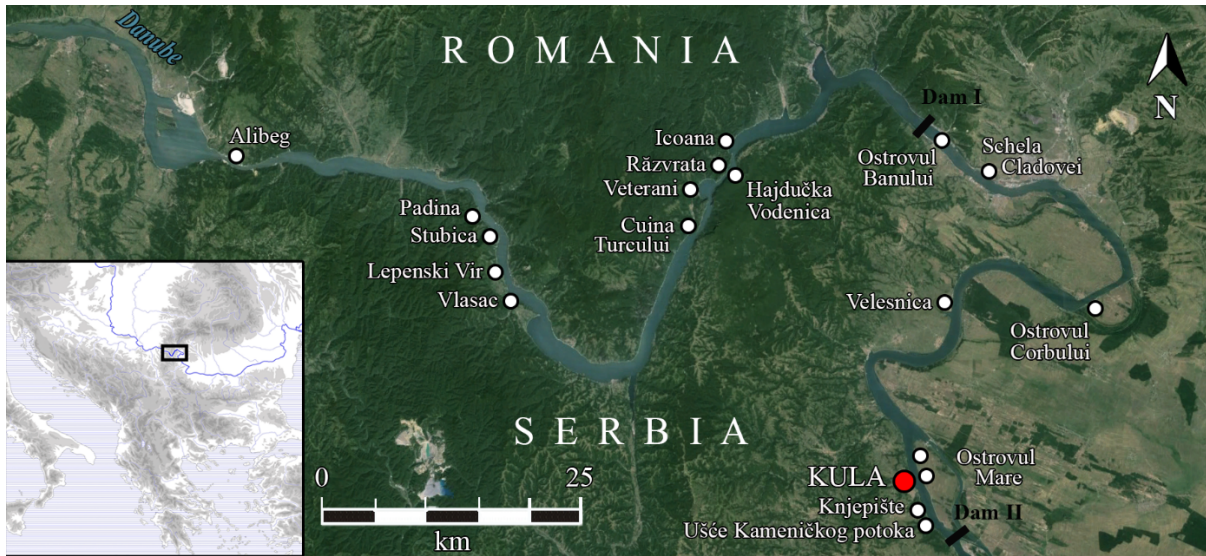 Danube
ROMANIA
N
Dam I
Alibeg
Icoana
Răzvrata
Veterani
Hajdučka
Vodenica
Cuina
Turcului
Ostrovul
Banului
Schela
Cladovei
Padina
Stubica
Lepenski Vir
Vlasac
Velesnica
Ostrovul
Corbului
SERBIA
0
25
km
KULA
Ostrovul
Mare
Knjepište
Ušće Kameničkog potoka
Dam II